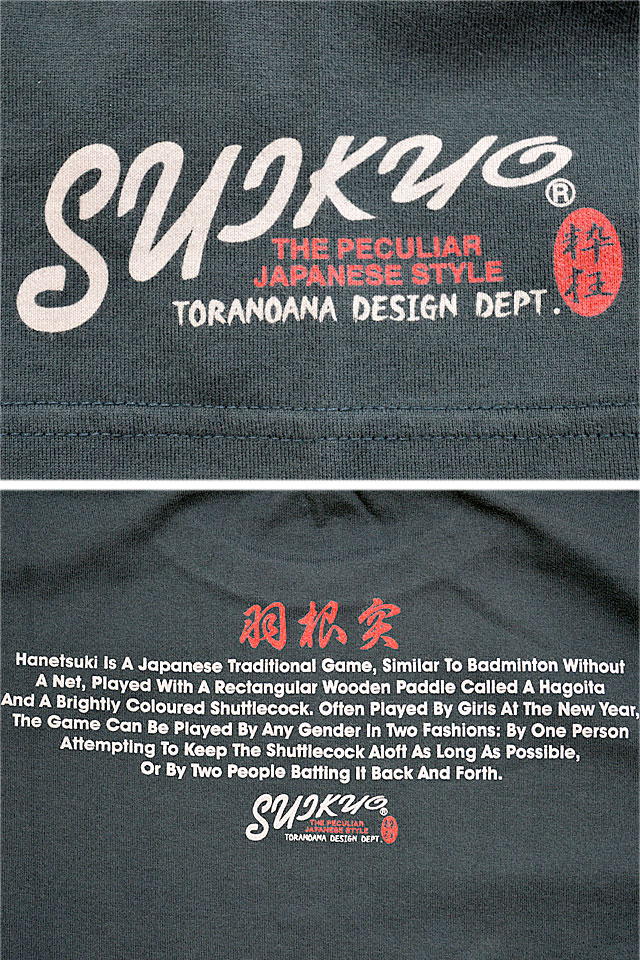 SUIKYO®
THE PECULIAR
JAPANESE STYLE
粋狂
TORANOANA DESIGN DEPT.
羽根突
Hanetsuki Is A Japanese Traditional Game, Similar To Badminton Without
A Net, Played With A Rectangular Wooden Paddle Called A Hagoita
And A Brightly Coloured Shuttlecock. Often Played By Girls At The New Year,
The Game Can Be Played By Any Gender In Two Fashions: By One Person
Attempting To Keep The Shuttlecock Aloft As Long As Possible,
Or By Two People Batting It Back And Forth.
SUIKYO®
THE PECULIAR
JAPANESE STYLE
粋狂
TORANOANA DESIGN DEPT.